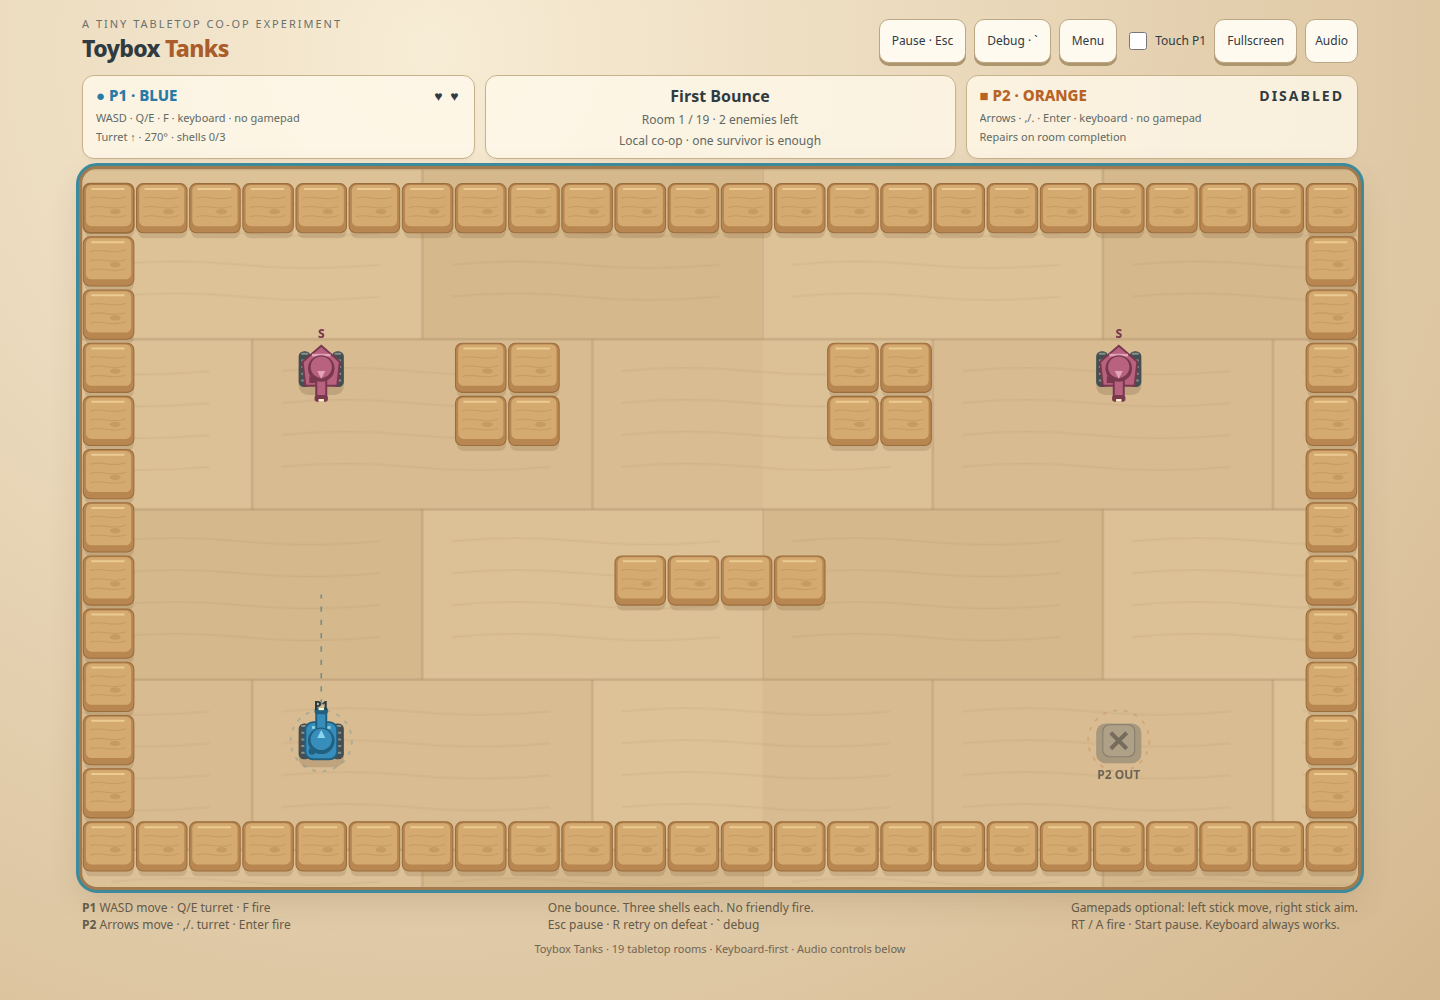 A TINY TABLETOP CO-OP EXPERIMENT
Toybox Tanks
Pause · Esc
Debug · `
Menu
Touch P1
Fullscreen
Audio
● P1 · BLUE
♥ ♥
WASD · Q/E · F · keyboard · no gamepad
Turret ↑ · 270° · shells 0/3
First Bounce
Room 1 / 19 · 2 enemies left
Local co-op · one survivor is enough
■ P2 · ORANGE
DISABLED
Arrows · ,/. · Enter · keyboard · no gamepad
Repairs on room completion
S
S
P1
P2 OUT
P1 WASD move · Q/E turret · F fire
P2 Arrows move · ,/. turret · Enter fire
One bounce. Three shells each. No friendly fire.
Esc pause · R retry on defeat · ` debug
Gamepads optional: left stick move, right stick aim.
RT / A fire · Start pause. Keyboard always works.
Toybox Tanks · 19 tabletop rooms · Keyboard-first · Audio controls below